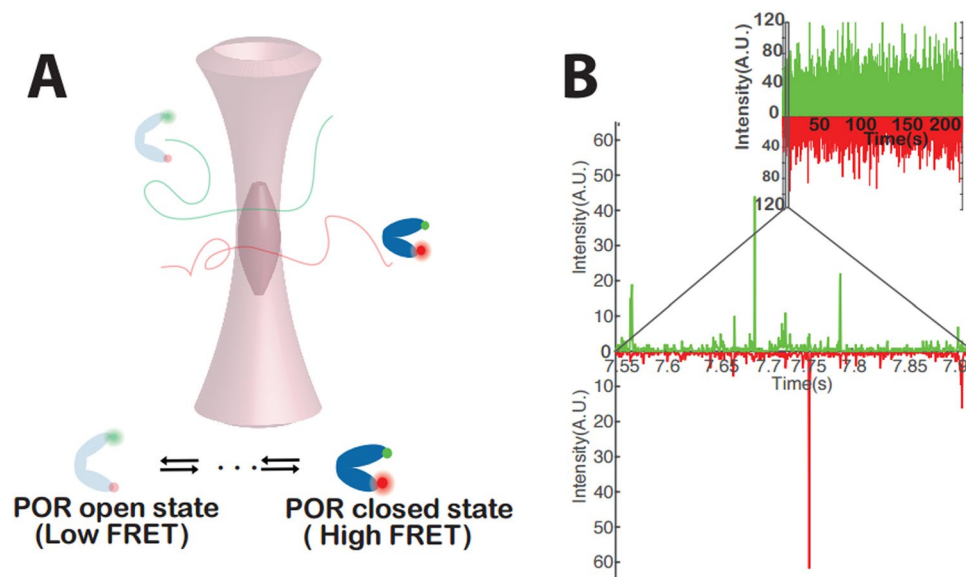 A
POR open state
(Low FRET)
. . .
POR closed state
( High FRET)
B
Intensity(A.U.)
120
80
40
0
50 100 150 200
Time(s)
40
80
120
Intensity(A.U.)
60
50
40
30
20
10
0
7.55 7.6 7.65 7.7 7.75 7.8 7.85 7.9
Time(s)
Intensity(A.U.)
10
20
30
40
50
60